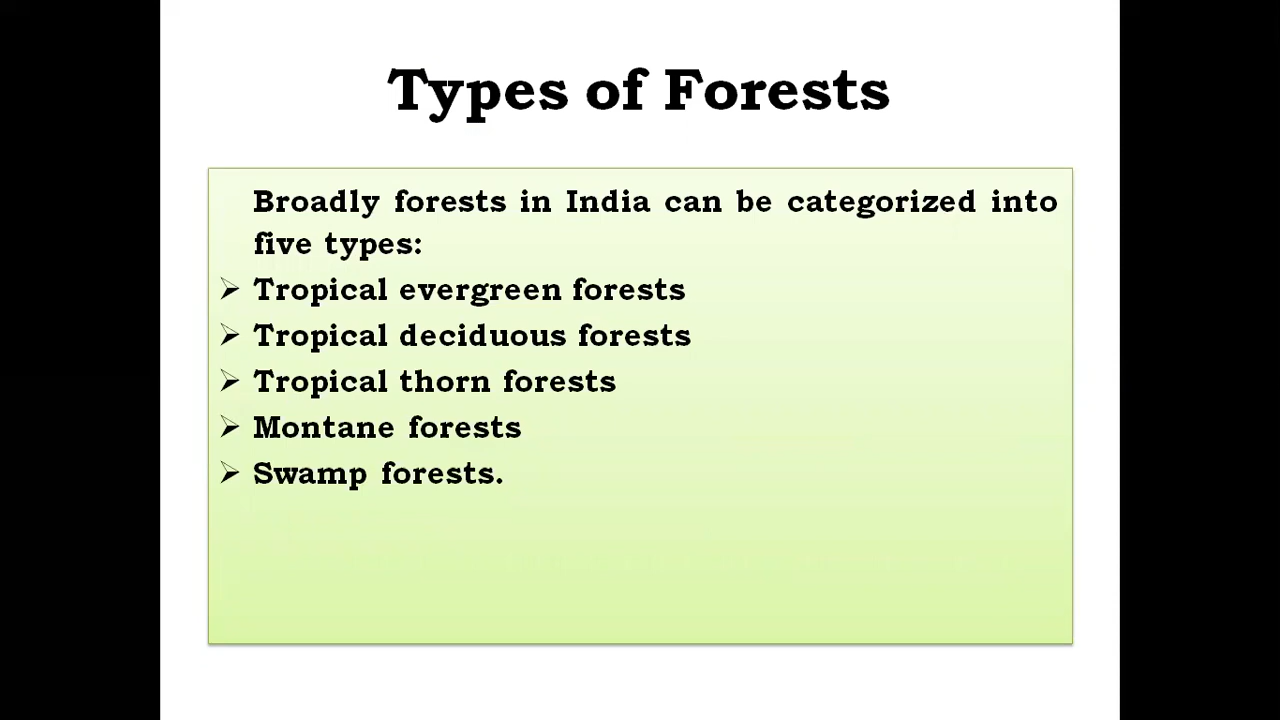 Types of Forests
Broadly forests in India can be categorized into
five types:
➢ Tropical evergreen forests
➢ Tropical deciduous forests
➢ Tropical thorn forests
➢ Montane forests
➢ Swamp forests.